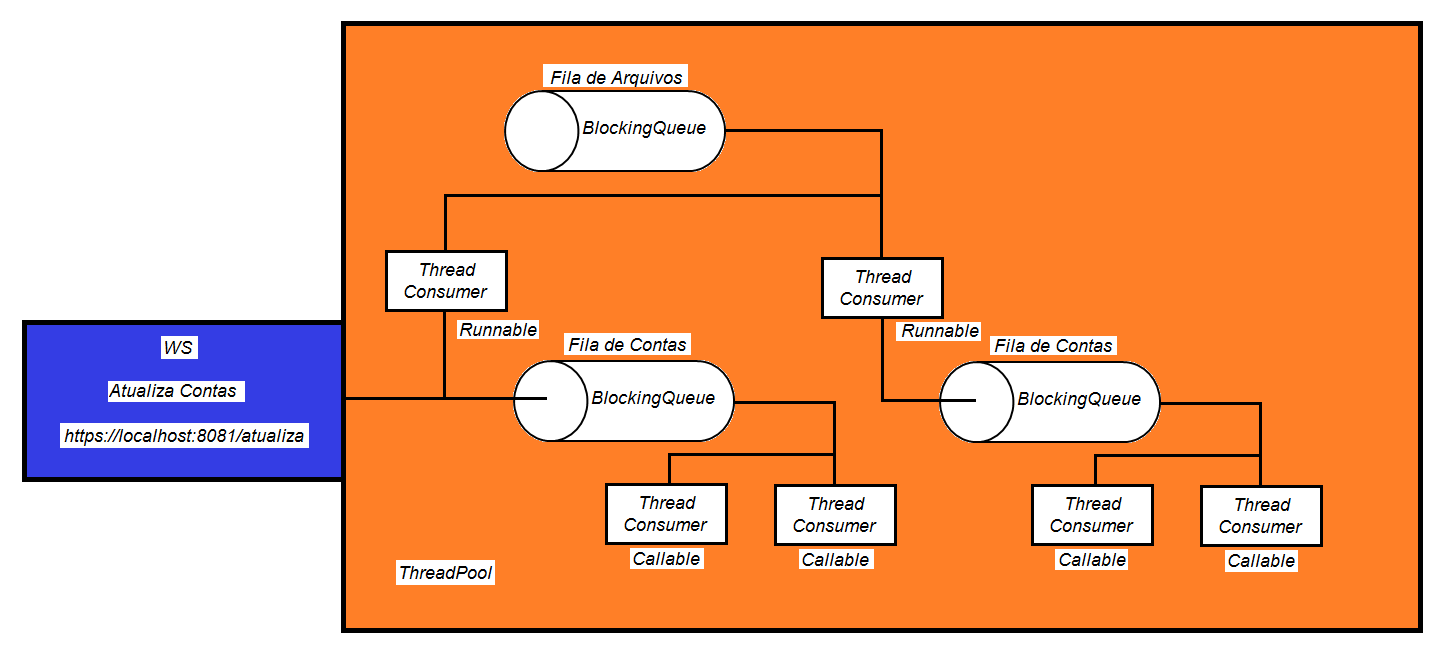 Fila de Arquivos
BlockingQueue
Thread
Consumer
Runnable
Thread
Consumer
Runnable
WS
Atualiza Contas
https://localhost:8081/atualiza
Fila de Contas
BlockingQueue
Fila de Contas
BlockingQueue
Thread
Consumer
Callable
Thread
Consumer
Callable
Thread
Consumer
Callable
Thread
Consumer
Callable
ThreadPool